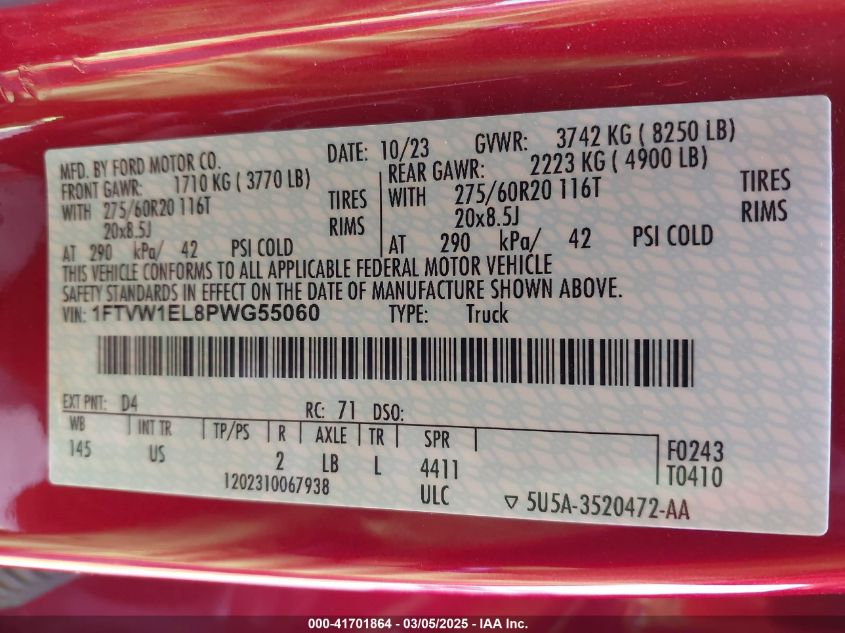 MFD. BY FORD MOTOR CO.
DATE: 10/23 GVWR: 3742 KG ( 8250 LB)
FRONT GAWR: 1710 KG ( 3770 LB)
WITH 275/60R20 116T TIRES
20x8.5J RIMS
AT 290 kPa/ 42 PSI COLD
REAR GAWR: 2223 KG ( 4900 LB)
WITH 275/60R20 116T TIRES
20x8.5J RIMS
AT 290 kPa/ 42 PSI COLD
THIS VEHICLE CONFORMS TO ALL APPLICABLE FEDERAL MOTOR VEHICLE
SAFETY STANDARDS IN EFFECT ON THE DATE OF MANUFACTURE SHOWN ABOVE.
VIN: 1FTVW1EL8PWG55060 TYPE: Truck
EXT PNT: D4 RC: 71 DSO:
WB INT TR TP/PS R AXLE TR SPR
145 US 2 LB L 4411
F0243
T0410
1202310067938 ULC ▽ 5U5A-3520472-AA
000-41701864 / 03/05/2025 - IAA Inc.